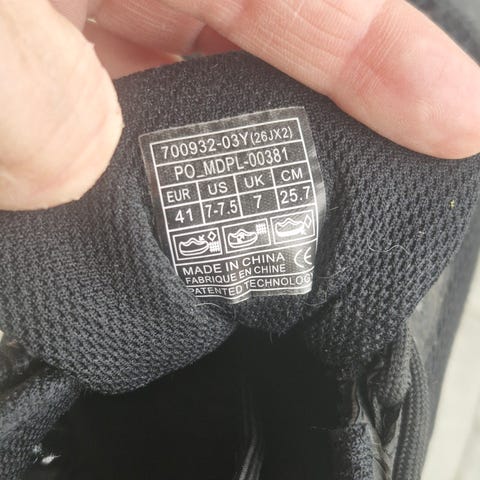 700932-03Y(26JX2)
PO_MDPL-00381
EUR US UK CM
41 7-7.5 7 25.7
MADE IN CHINA
FABRIQUE EN CHINE CE
PATENTED TECHNOLOGY